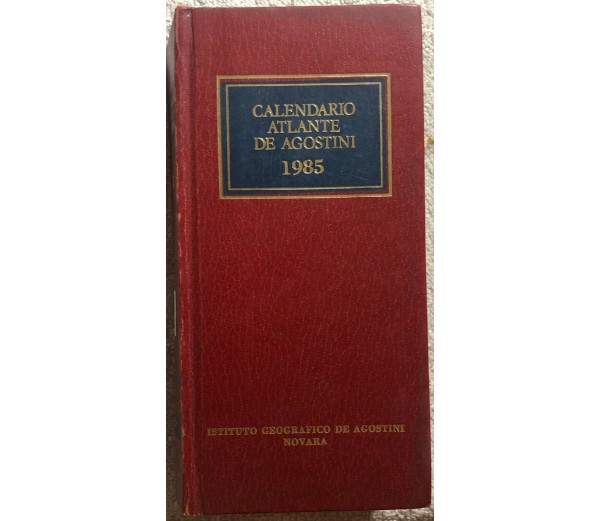 CALENDARIO
ATLANTE
DE AGOSTINI
1985
ISTITUTO GEOGRAFICO DE AGOSTINI
NOVARA